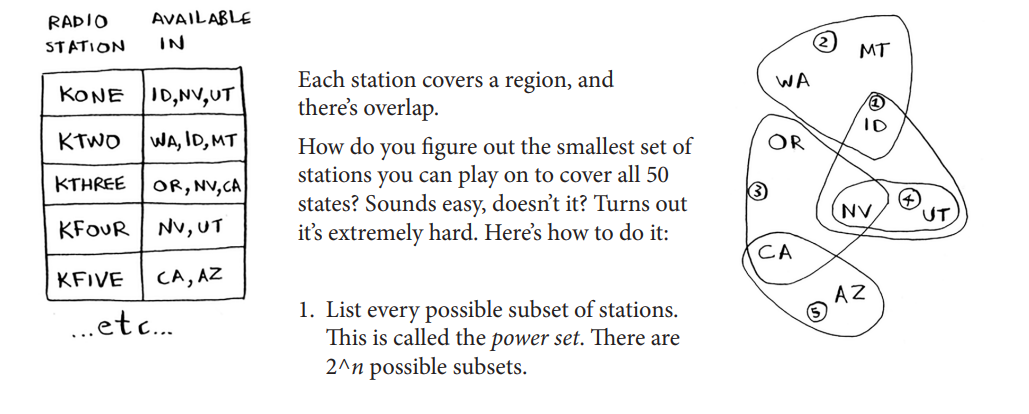 RADIO STATION AVAILABLE IN
KONE ID,NV,UT
KTWO WA,ID,MT
KTHREE OR,NV,CA
KFOUR NV,UT
KFIVE CA,AZ
...etc...
Each station covers a region, and
there's overlap.
How do you figure out the smallest set of
stations you can play on to cover all 50
states? Sounds easy, doesn't it? Turns out
it's extremely hard. Here's how to do it:
1. List every possible subset of stations.
This is called the power set. There are
2^n possible subsets.
2 MT
WA
1
ID
OR
3
NV 4 UT
CA
AZ
5